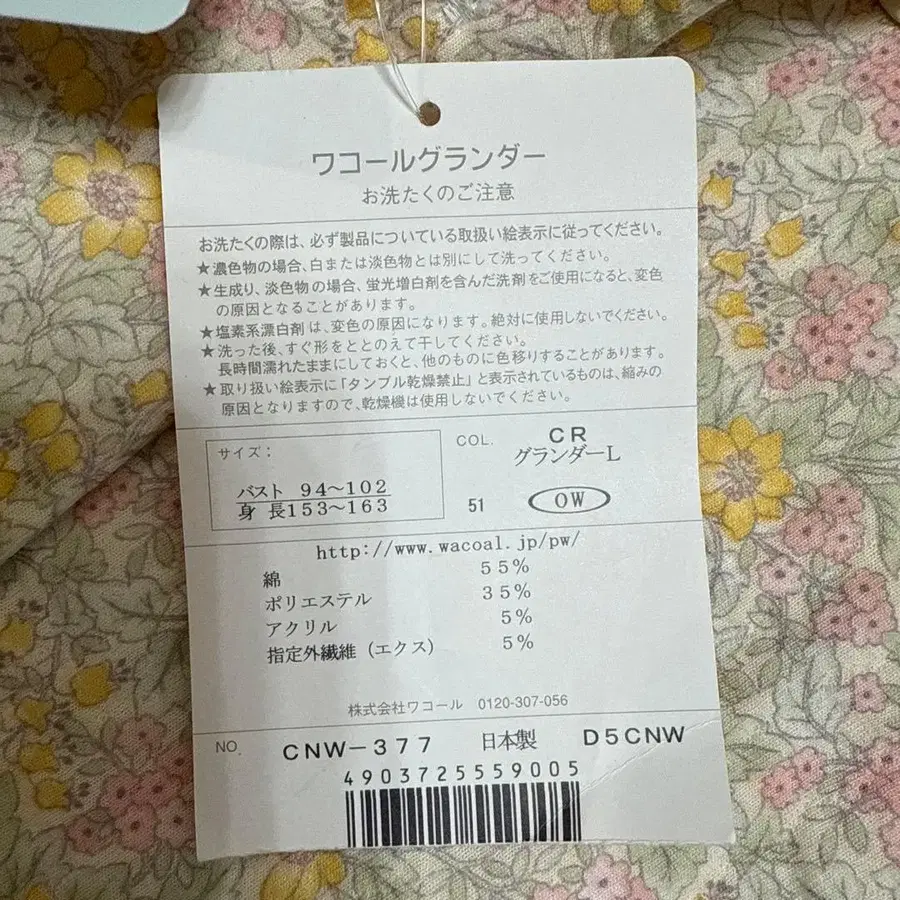 ワコールグランダー
お洗たくのご注意
お洗たくの際は、必ず製品についている取扱い絵表示に従ってください。
★濃色物の場合、白または淡色物とは別にして洗ってください。
★生成り、淡色物の場合、蛍光増白剤を含んだ洗剤をご使用になると、変色
の原因となることがあります。
★塩素系漂白剤は、変色の原因になります。絶対に使用しないでください。
★洗った後、すぐ形をととのえて干してください。
長時間濡れたままにしておくと、他のものに色移りすることがあります。
★取り扱い絵表示に「タンブル乾燥禁止」と表示されているものは、縮みの
原因となりますので、乾燥機は使用しないでください。
サイズ：
バスト 94〜102
身 長153〜163
COL. CR
グランダーL
51 OW
http://www.wacoal.jp/pw/
綿 55%
ポリエステル 35%
アクリル 5%
指定外繊維（エクス） 5%
株式会社ワコール 0120-307-056
NO. CNW-377 日本製 D5CNW
4903725559005